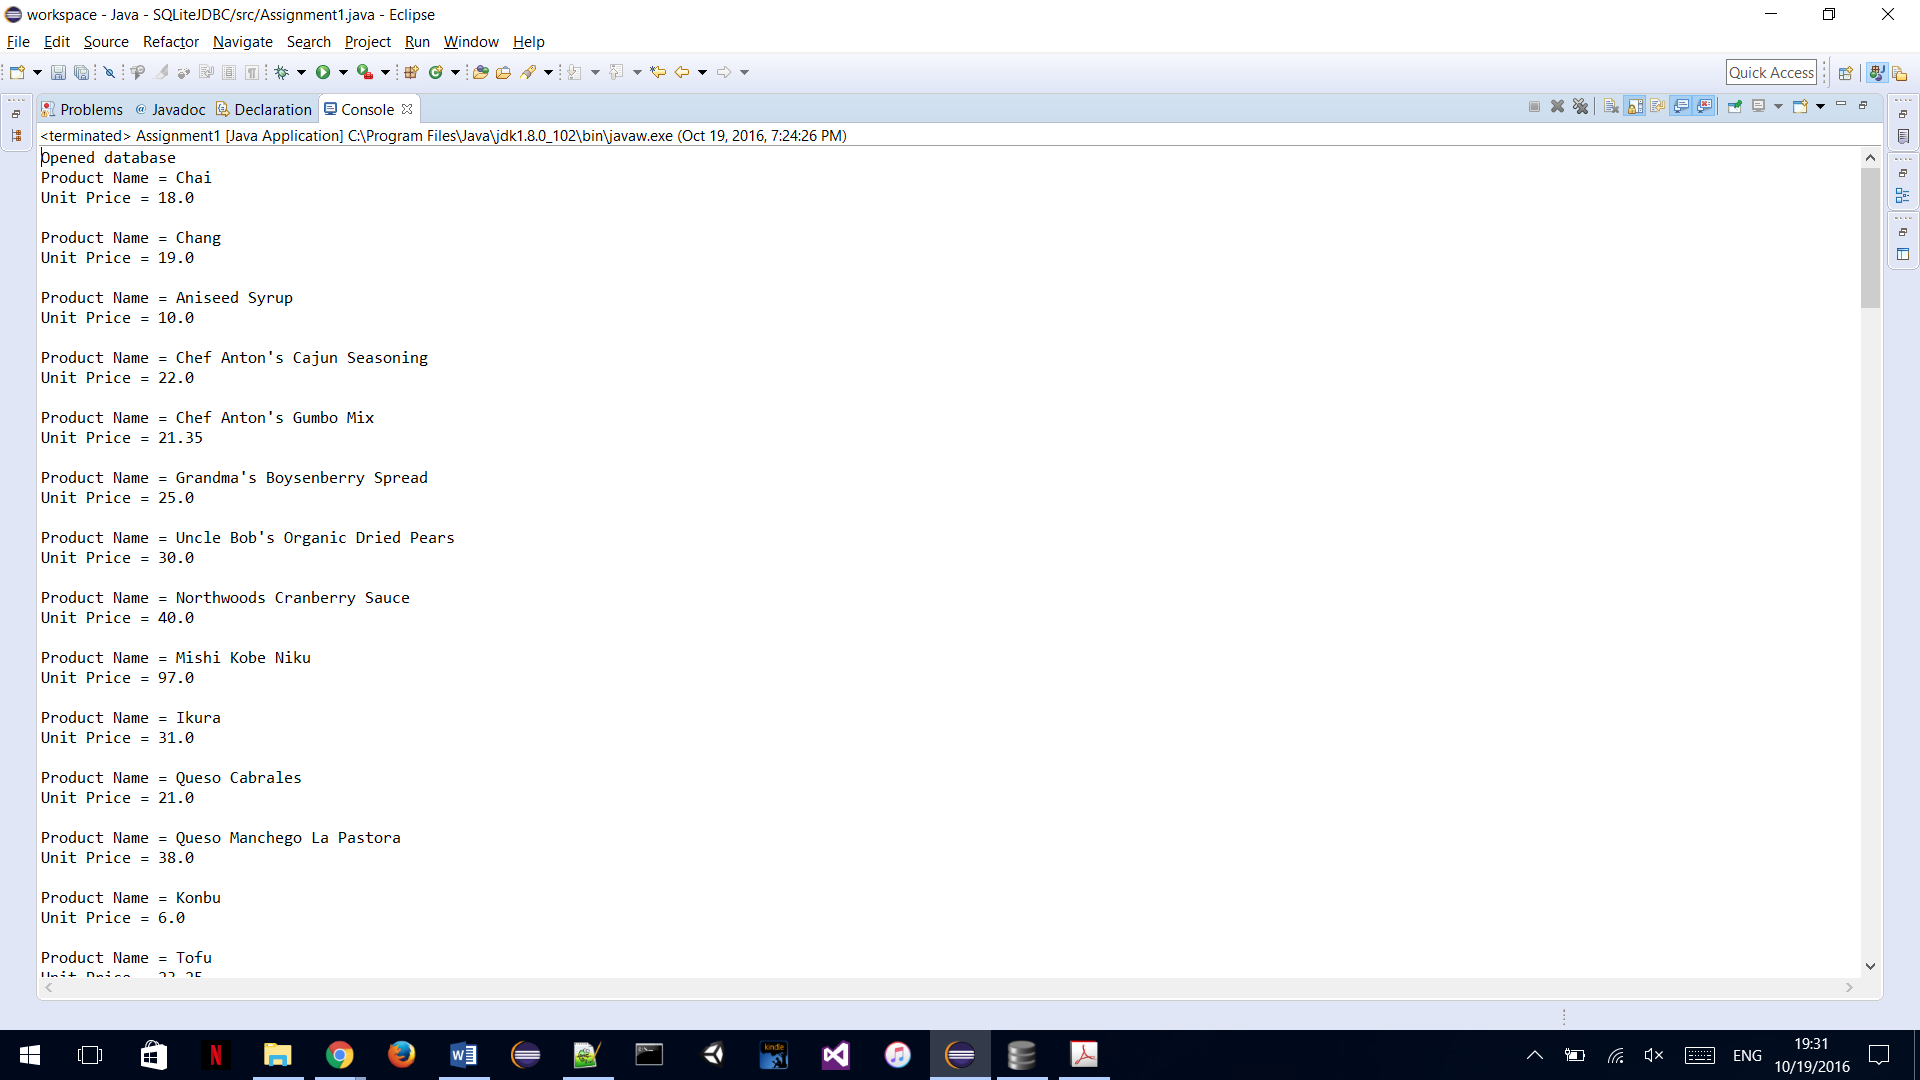 workspace - Java - SQLiteJDBC/src/Assignment1.java - Eclipse
File Edit Source Refactor Navigate Search Project Run Window Help
Quick Access
Problems @ Javadoc Declaration Console
<terminated> Assignment1 [Java Application] C:\Program Files\Java\jdk1.8.0_102\bin\javaw.exe (Oct 19, 2016, 7:24:26 PM)
Opened database
Product Name = Chai
Unit Price = 18.0
Product Name = Chang
Unit Price = 19.0
Product Name = Aniseed Syrup
Unit Price = 10.0
Product Name = Chef Anton's Cajun Seasoning
Unit Price = 22.0
Product Name = Chef Anton's Gumbo Mix
Unit Price = 21.35
Product Name = Grandma's Boysenberry Spread
Unit Price = 25.0
Product Name = Uncle Bob's Organic Dried Pears
Unit Price = 30.0
Product Name = Northwoods Cranberry Sauce
Unit Price = 40.0
Product Name = Mishi Kobe Niku
Unit Price = 97.0
Product Name = Ikura
Unit Price = 31.0
Product Name = Queso Cabrales
Unit Price = 21.0
Product Name = Queso Manchego La Pastora
Unit Price = 38.0
Product Name = Konbu
Unit Price = 6.0
Product Name = Tofu
Unit Price = 23.25
kindle
ENG
19:31
10/19/2016